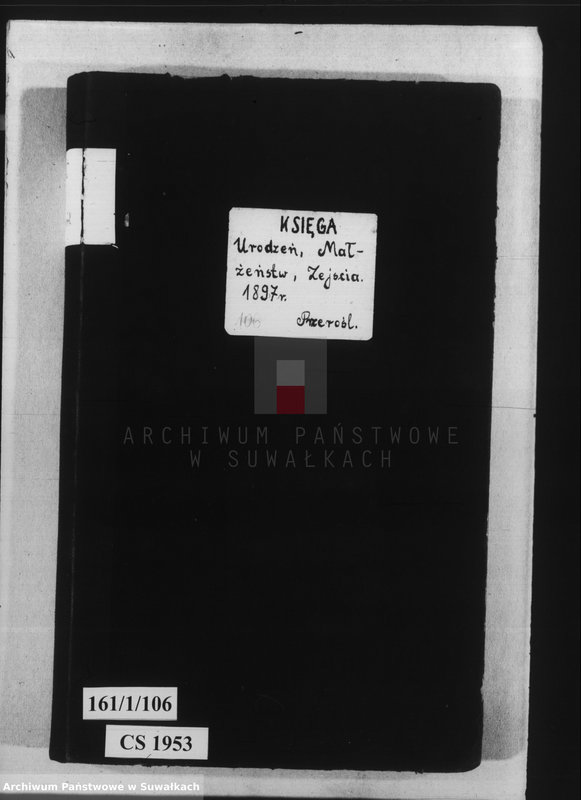 KSIĘGA
Urodzeń, Mał-
żeństw, Zejścia.
1897r.
Przerośl.
ARCHIWUM PAŃSTWOWE
W SUWAŁKACH
161/1/106
CS 1953
Archiwum Państwowe w Suwałkach